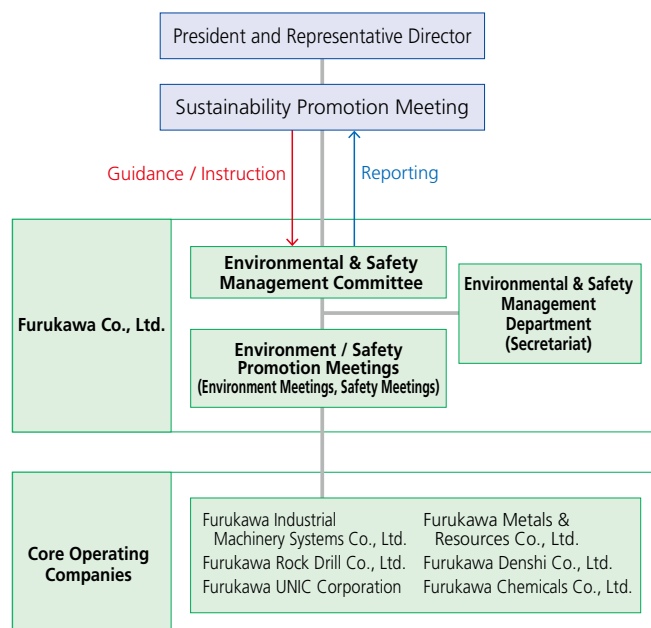 President and Representative Director
Sustainability Promotion Meeting
Guidance / Instruction
Reporting
Furukawa Co., Ltd.
Environmental & Safety
Management Committee
Environmental & Safety
Management
Department
(Secretariat)
Environment / Safety
Promotion Meetings
(Environment Meetings, Safety Meetings)
Core Operating
Companies
Furukawa Industrial
Machinery Systems Co., Ltd.
Furukawa Rock Drill Co., Ltd.
Furukawa UNIC Corporation
Furukawa Metals &
Resources Co., Ltd.
Furukawa Denshi Co., Ltd.
Furukawa Chemicals Co., Ltd.